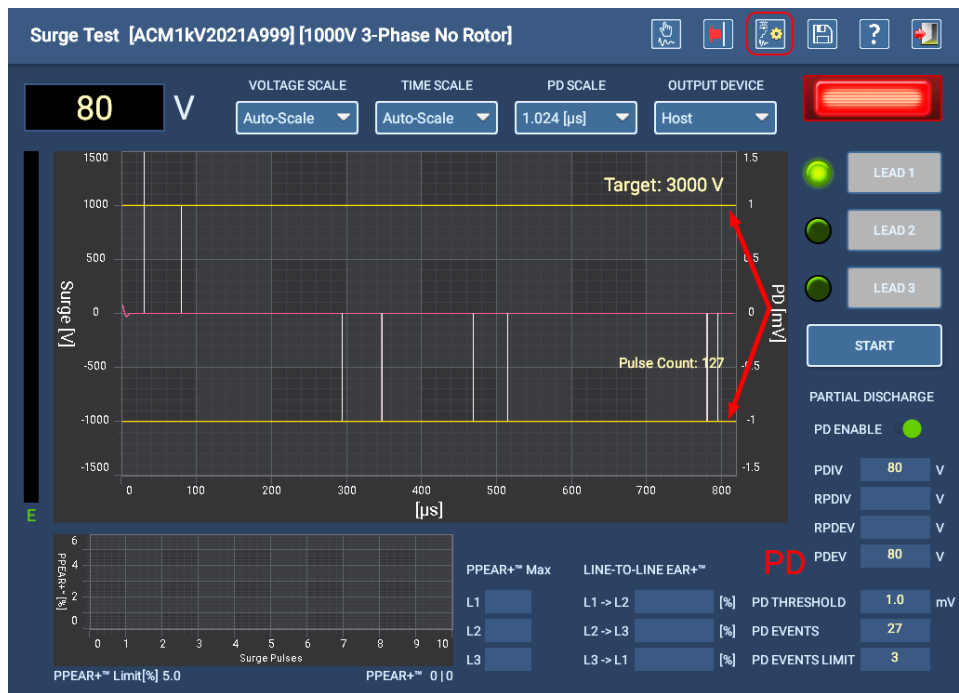 Surge Test [ACM1kV2021A999] [1000V 3-Phase No Rotor]
?
80 V
VOLTAGE SCALE TIME SCALE PD SCALE OUTPUT DEVICE
Auto-Scale Auto-Scale 1.024 [µs] Host
1500 1.5
Target: 3000 V
1000 1
500 0.5
0 0
Surge [V]
PD [mV]
Pulse Count: 127
-500 -0.5
-1000 -1
-1500 -1.5
0 100 200 300 400 500 600 700 800
[µs]
E
LEAD 1
LEAD 2
LEAD 3
START
PARTIAL DISCHARGE
PD ENABLE
PDIV 80 V
RPDIV V
RPDEV V
PD
PDEV 80 V
PD THRESHOLD 1.0 mV
PD EVENTS 27
PD EVENTS LIMIT 3
6
4
2
0
PPEAR+™ [%]
0 1 2 3 4 5 6 7 8 9 10
Surge Pulses
PPEAR+™ Limit[%] 5.0 PPEAR+™ 0|0
PPEAR+™ Max LINE-TO-LINE EAR+™
L1 L1 -> L2 [%]
L2 L2 -> L3 [%]
L3 L3 -> L1 [%]